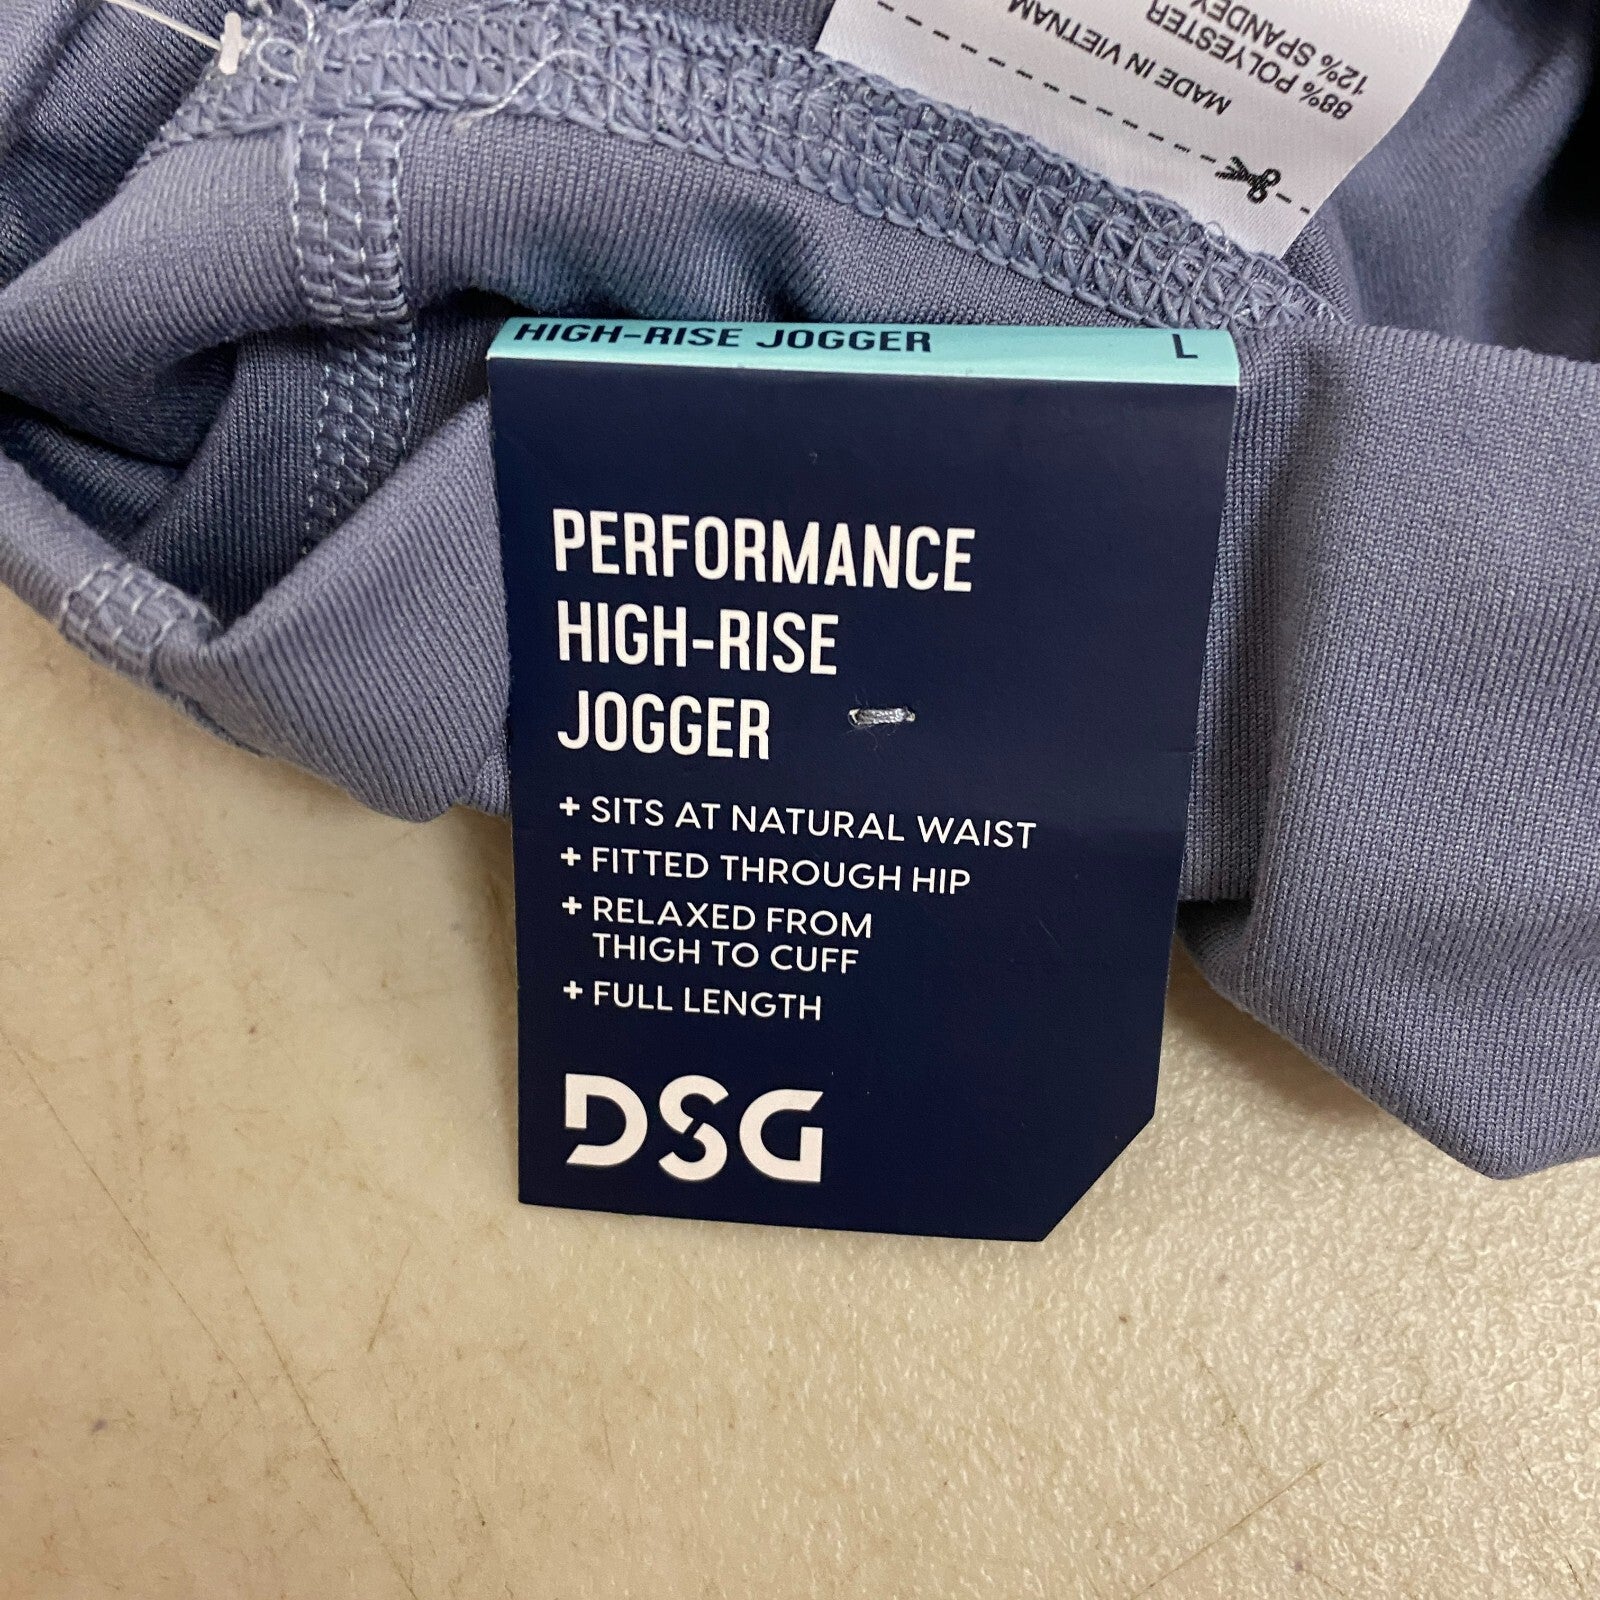 88% POLYESTER
12% SPANDEX
MADE IN VIETNAM
HIGH-RISE JOGGER L
PERFORMANCE
HIGH-RISE
JOGGER
+ SITS AT NATURAL WAIST
+ FITTED THROUGH HIP
+ RELAXED FROM
THIGH TO CUFF
+ FULL LENGTH
DSG